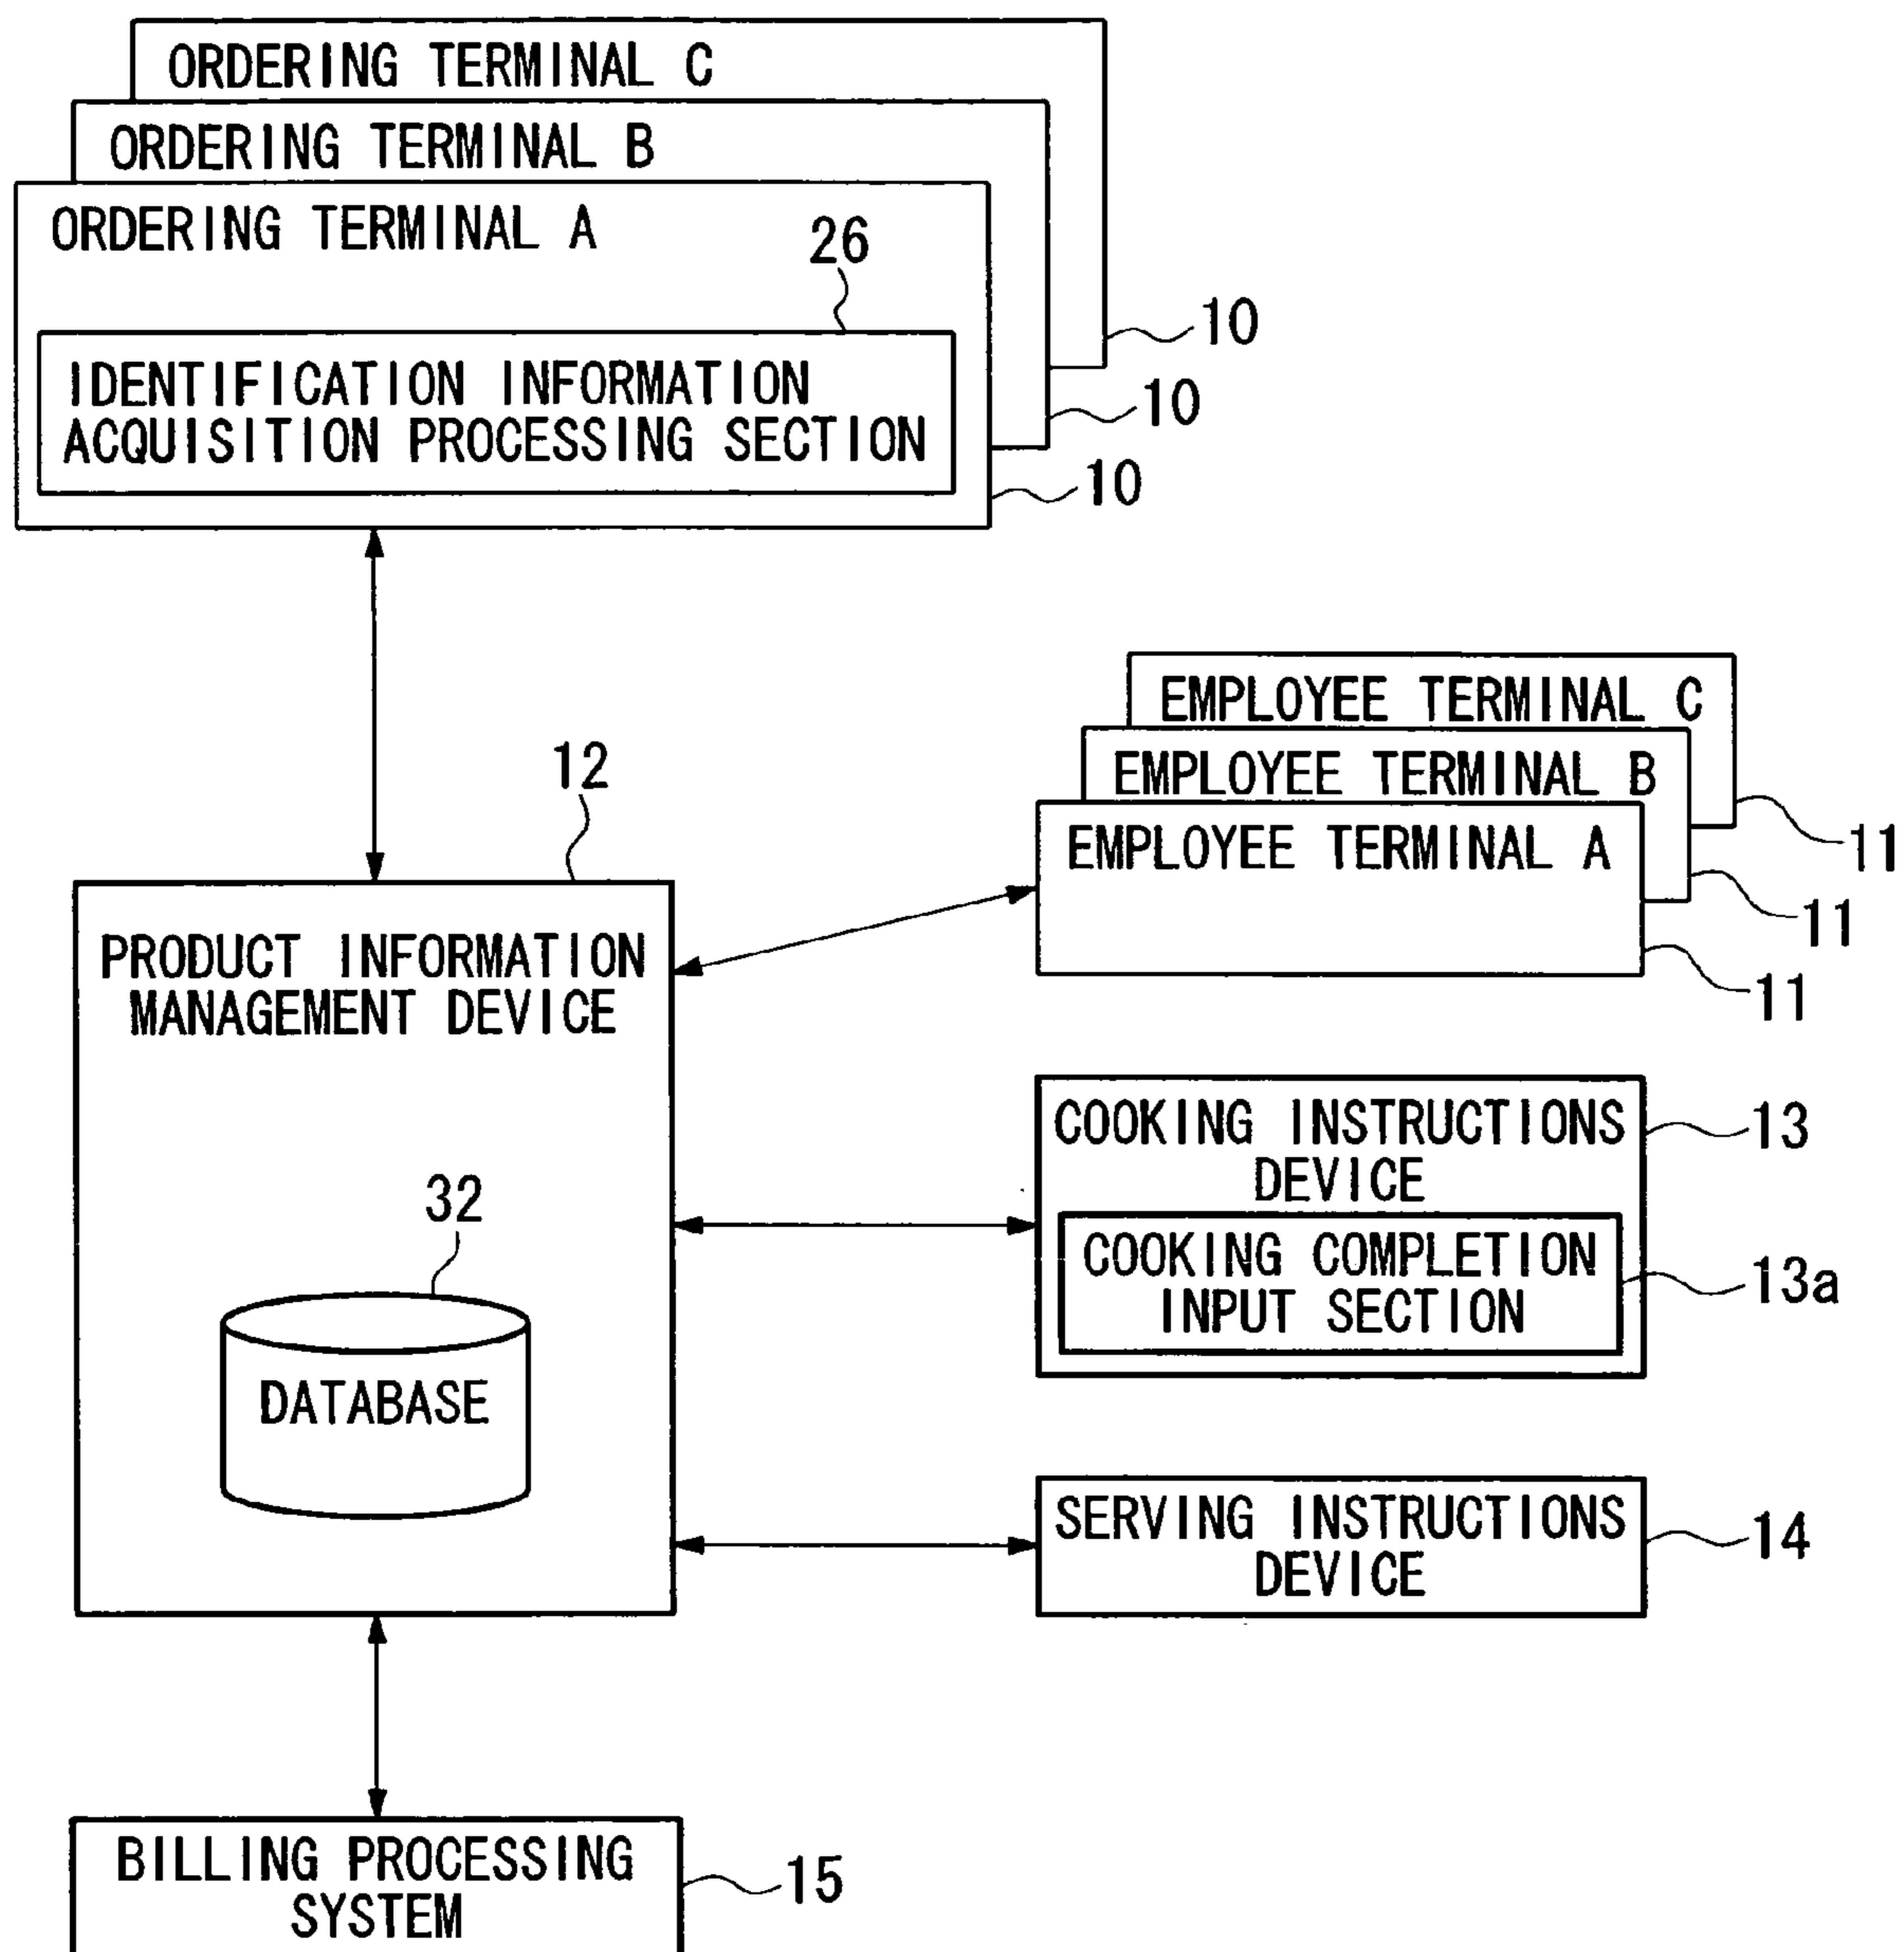 ORDERING TERMINAL C
ORDERING TERMINAL B
ORDERING TERMINAL A
26
IDENTIFICATION INFORMATION
ACQUISITION PROCESSING SECTION
10
10
10
EMPLOYEE TERMINAL C
EMPLOYEE TERMINAL B
EMPLOYEE TERMINAL A
11
11
11
12
PRODUCT INFORMATION
MANAGEMENT DEVICE
32
DATABASE
COOKING INSTRUCTIONS
DEVICE
13
COOKING COMPLETION
INPUT SECTION
13a
SERVING INSTRUCTIONS
DEVICE
14
BILLING PROCESSING
SYSTEM
15